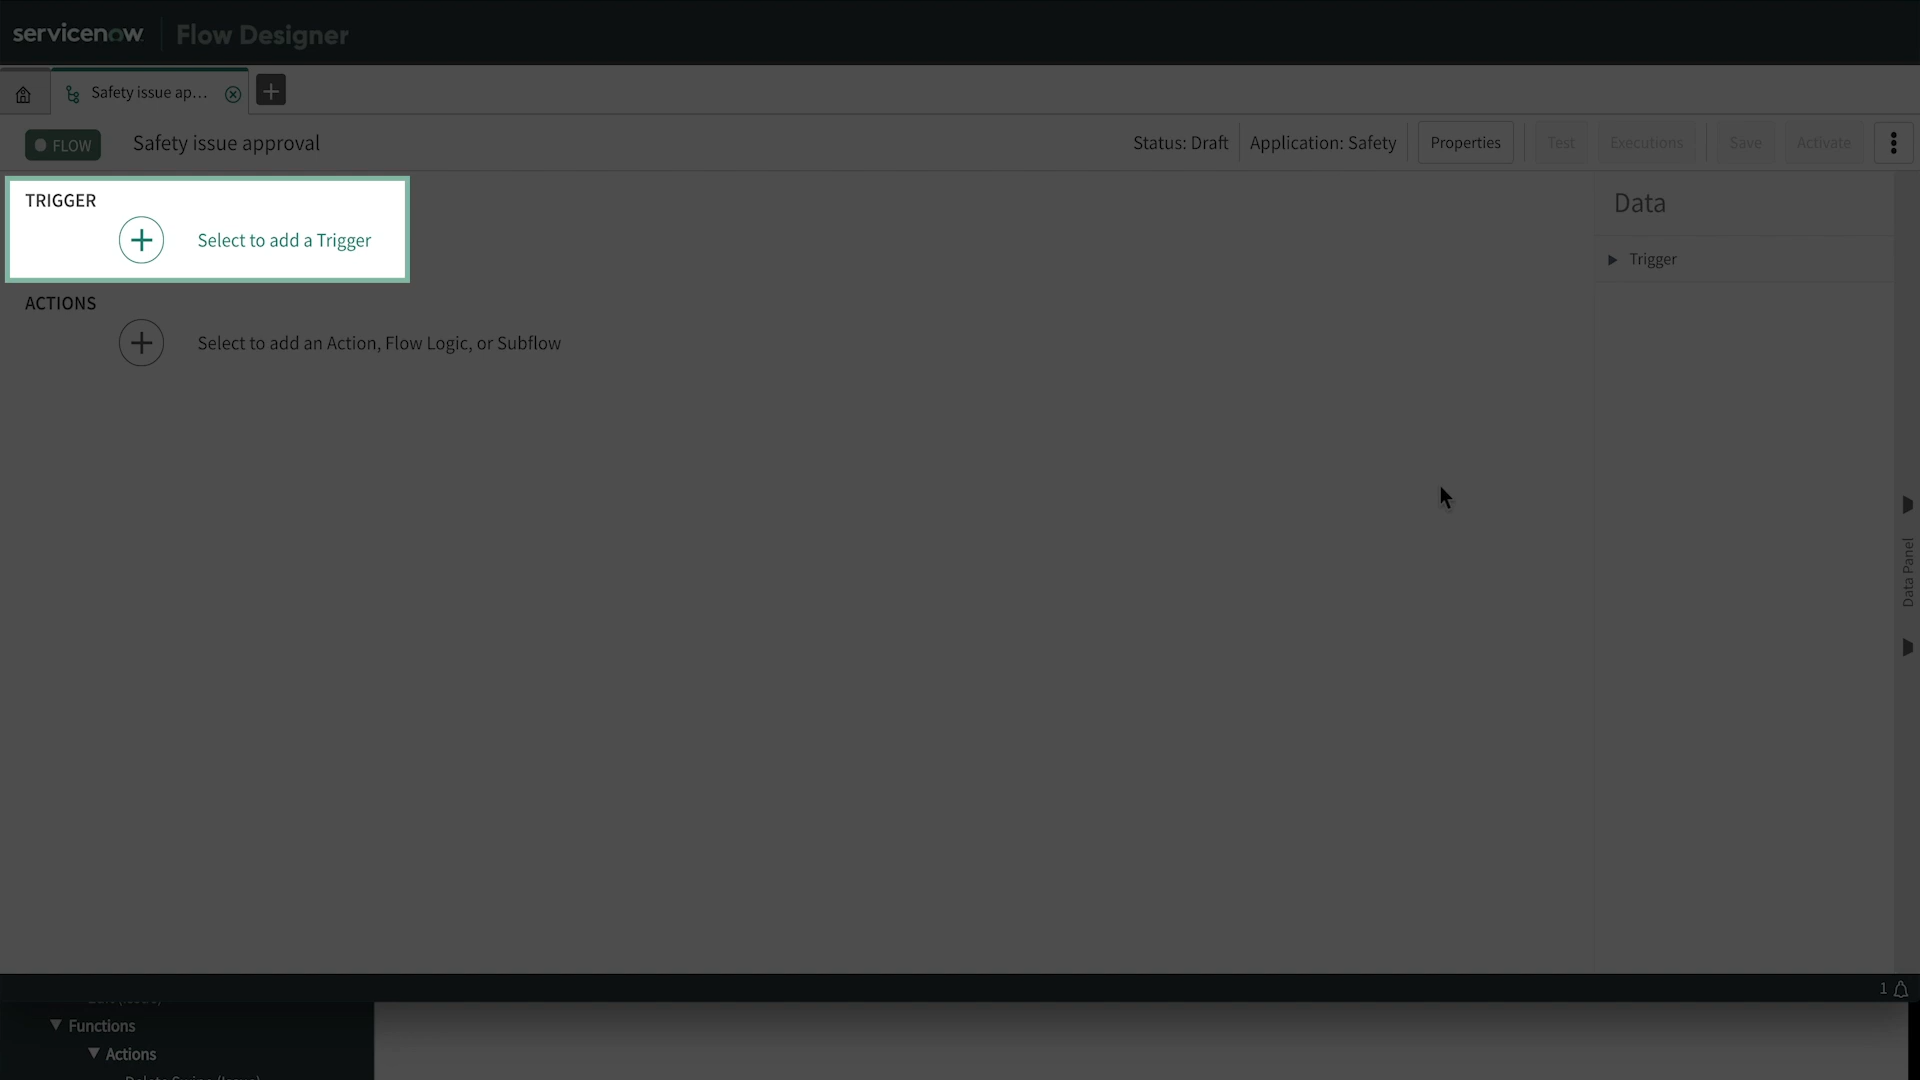 servicenow Flow Designer
Safety issue ap...
FLOW Safety issue approval Status: Draft Application: Safety Properties Test Executions Save Activate
TRIGGER
Select to add a Trigger
ACTIONS
Select to add an Action, Flow Logic, or Subflow
Data
Trigger
Data Panel
1
Functions
Actions